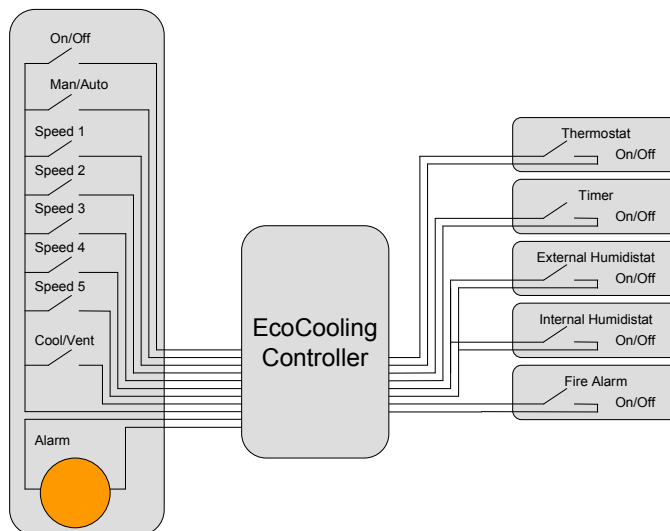 On/Off
Man/Auto
Speed 1
Speed 2
Speed 3
Speed 4
Speed 5
Cool/Vent
Alarm
EcoCooling
Controller
Thermostat
On/Off
Timer
On/Off
External Humidistat
On/Off
Internal Humidistat
On/Off
Fire Alarm
On/Off